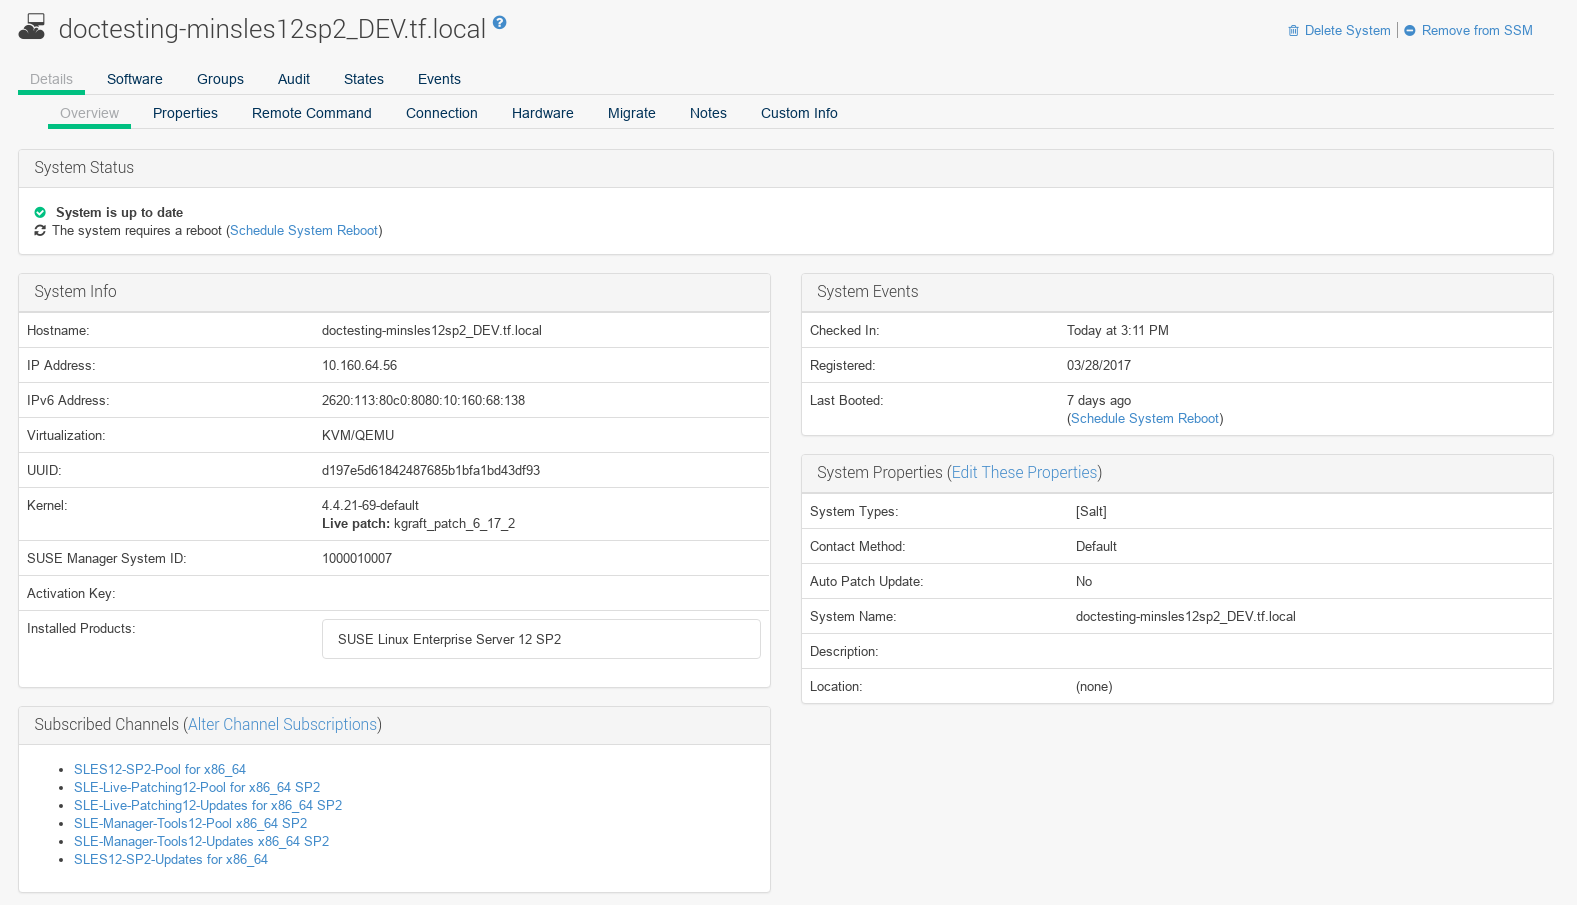 doctesting-minsles12sp2_DEV.tf.local ?
Delete System | Remove from SSM
Details Software Groups Audit States Events
Overview Properties Remote Command Connection Hardware Migrate Notes Custom Info
System Status
System is up to date
The system requires a reboot (Schedule System Reboot)
System Info
Hostname: doctesting-minsles12sp2_DEV.tf.local
IP Address: 10.160.64.56
IPv6 Address: 2620:113:80c0:8080:10:160:68:138
Virtualization: KVM/QEMU
UUID: d197e5d61842487685b1bfa1bd43df93
Kernel: 4.4.21-69-default
Live patch: kgraft_patch_6_17_2
SUSE Manager System ID: 1000010007
Activation Key:
Installed Products: SUSE Linux Enterprise Server 12 SP2
Subscribed Channels (Alter Channel Subscriptions)
SLES12-SP2-Pool for x86_64
SLE-Live-Patching12-Pool for x86_64 SP2
SLE-Live-Patching12-Updates for x86_64 SP2
SLE-Manager-Tools12-Pool x86_64 SP2
SLE-Manager-Tools12-Updates x86_64 SP2
SLES12-SP2-Updates for x86_64
System Events
Checked In: Today at 3:11 PM
Registered: 03/28/2017
Last Booted: 7 days ago
(Schedule System Reboot)
System Properties (Edit These Properties)
System Types: [Salt]
Contact Method: Default
Auto Patch Update: No
System Name: doctesting-minsles12sp2_DEV.tf.local
Description:
Location: (none)